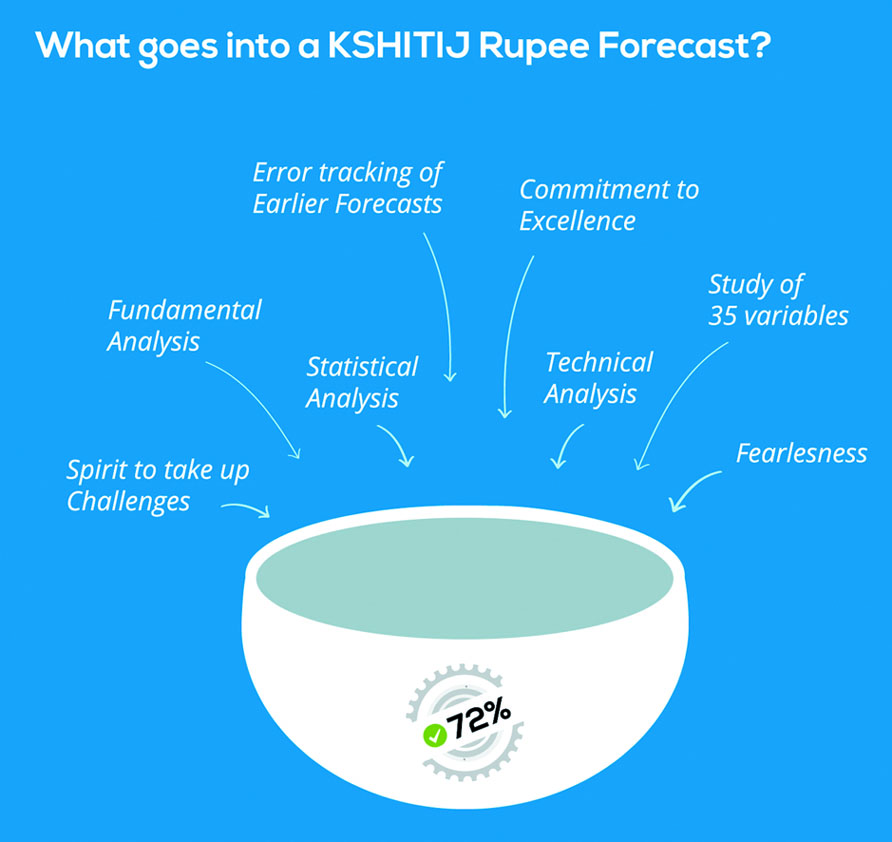 What goes into a KSHITIJ Rupee Forecast?
Error tracking of
Earlier Forecasts
Commitment to
Excellence
Study of
35 variables
Fundamental
Analysis
Statistical
Analysis
Technical
Analysis
Spirit to take up
Challenges
Fearlesness
72%